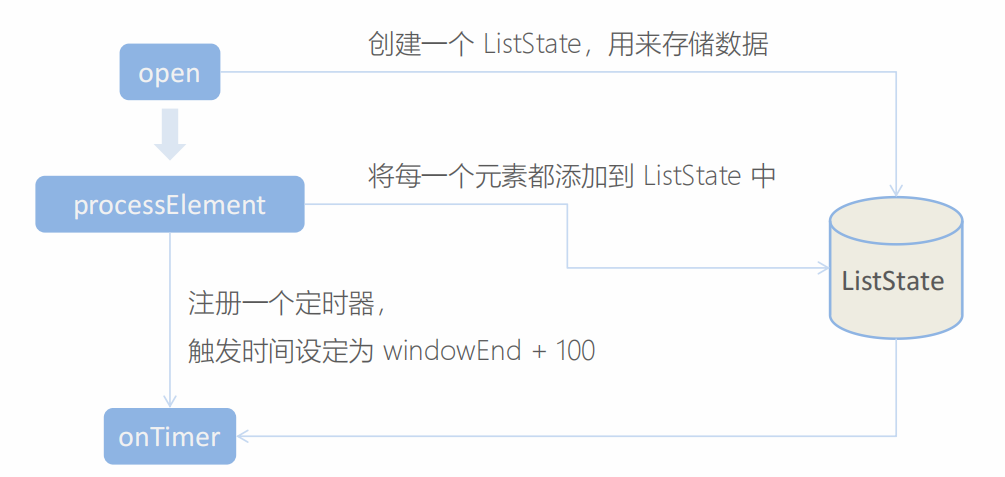 创建一个 ListState，用来存储数据
open
将每一个元素都添加到 ListState 中
processElement
ListState
注册一个定时器，
触发时间设定为 windowEnd + 100
onTimer